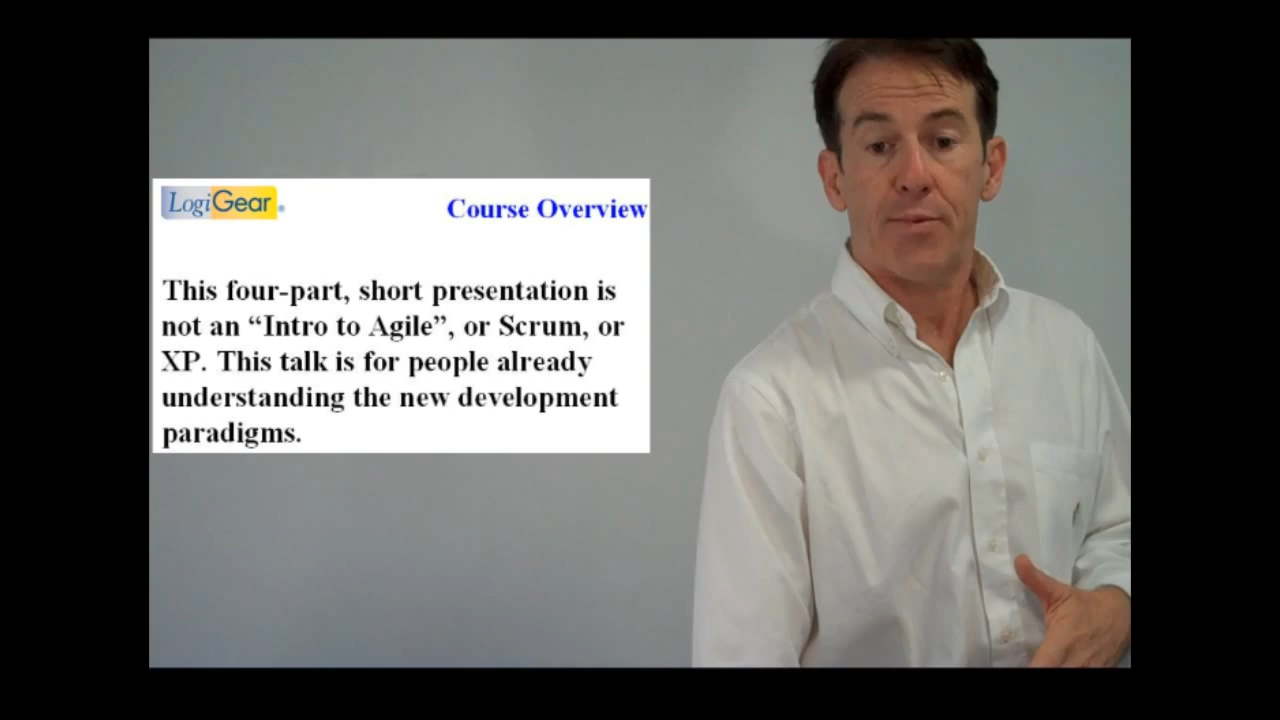 LogiGear®
Course Overview
This four-part, short presentation is
not an “Intro to Agile”, or Scrum, or
XP. This talk is for people already
understanding the new development
paradigms.